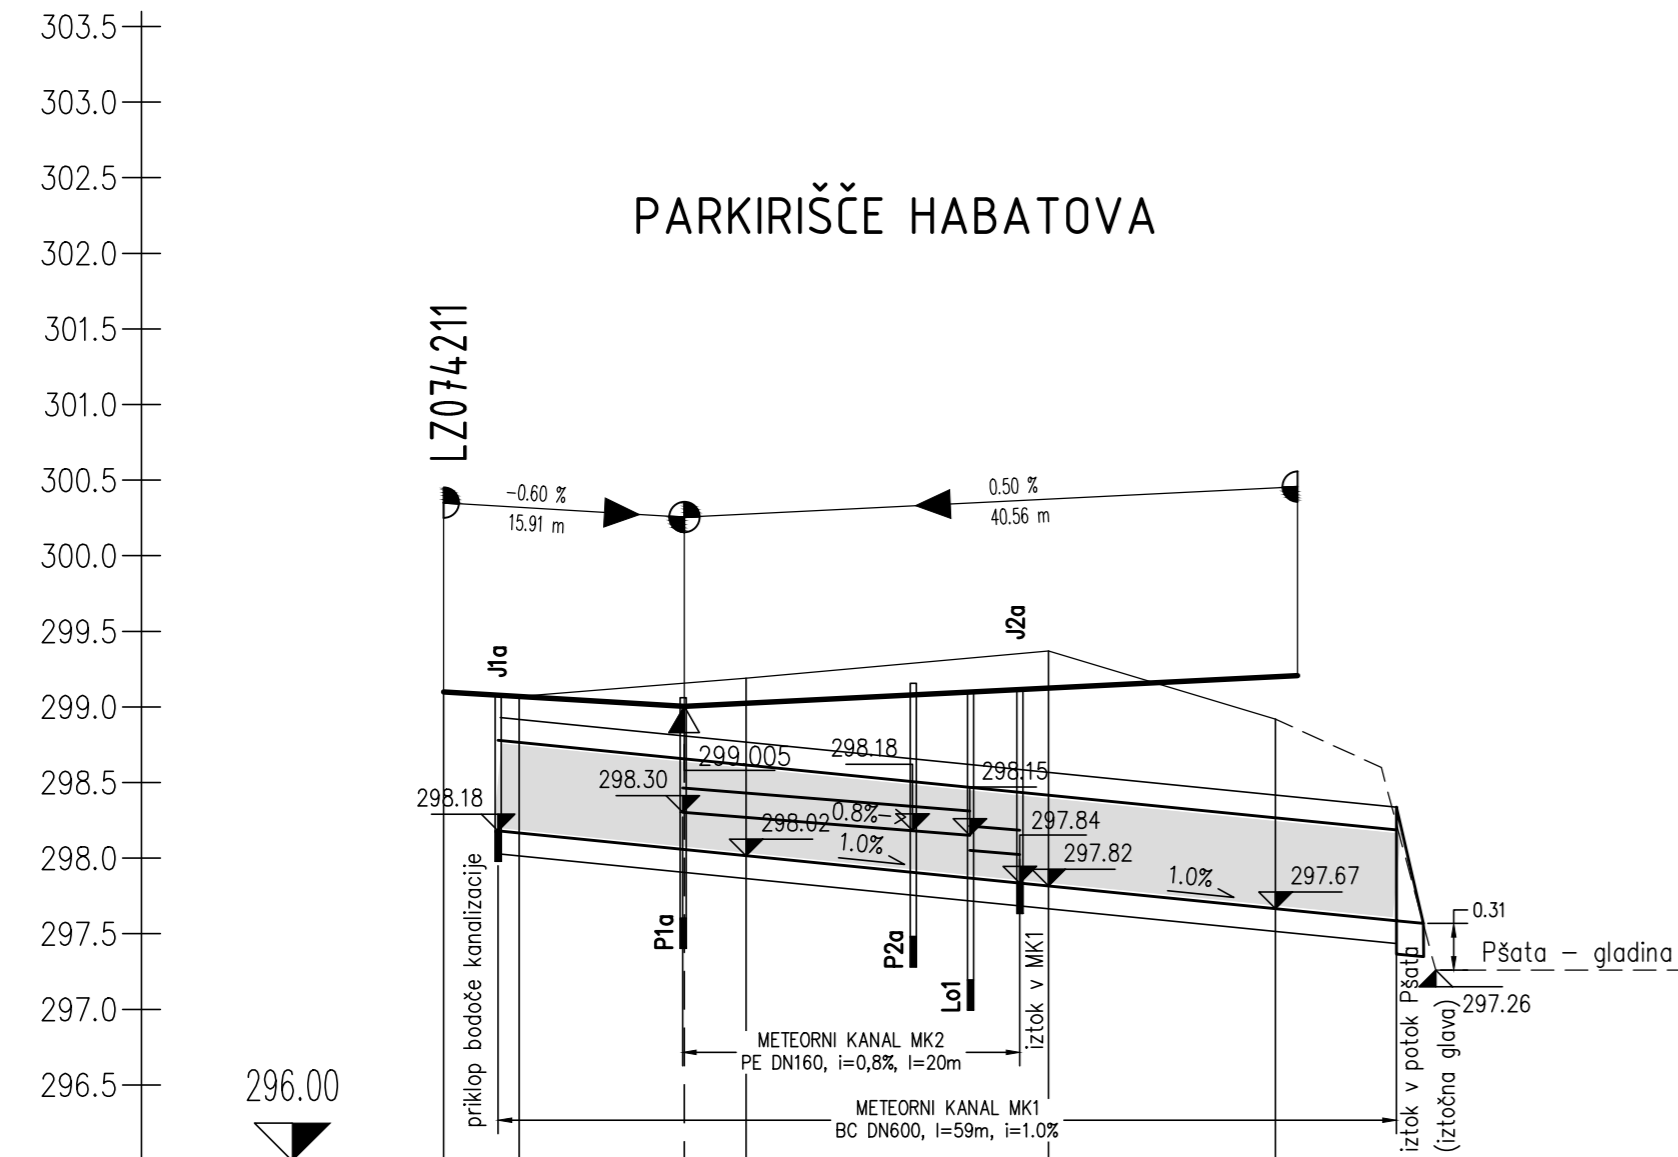 303.5
303.0
302.5
302.0
301.5
301.0
300.5
300.0
299.5
299.0
298.5
298.0
297.5
297.0
296.5
296.00
PARKIRIŠČE HABATOVA
LZ074211
-0.60 %
15.91 m
0.50 %
40.56 m
J1a
J2a
299.005
298.18
298.15
298.30
298.18
298.02
0.8%
1.0%
297.84
297.82
1.0%
297.67
0.31
Pšata - gladina
297.26
P1a
P2a
Lo1
priklop bodoče kanalizacije
iztok v MK1
iztok v potok Pšata
(iztočna glava)
METEORNI KANAL MK2
PE DN160, i=0,8%, l=20m
METEORNI KANAL MK1
BC DN600, l=59m, i=1.0%